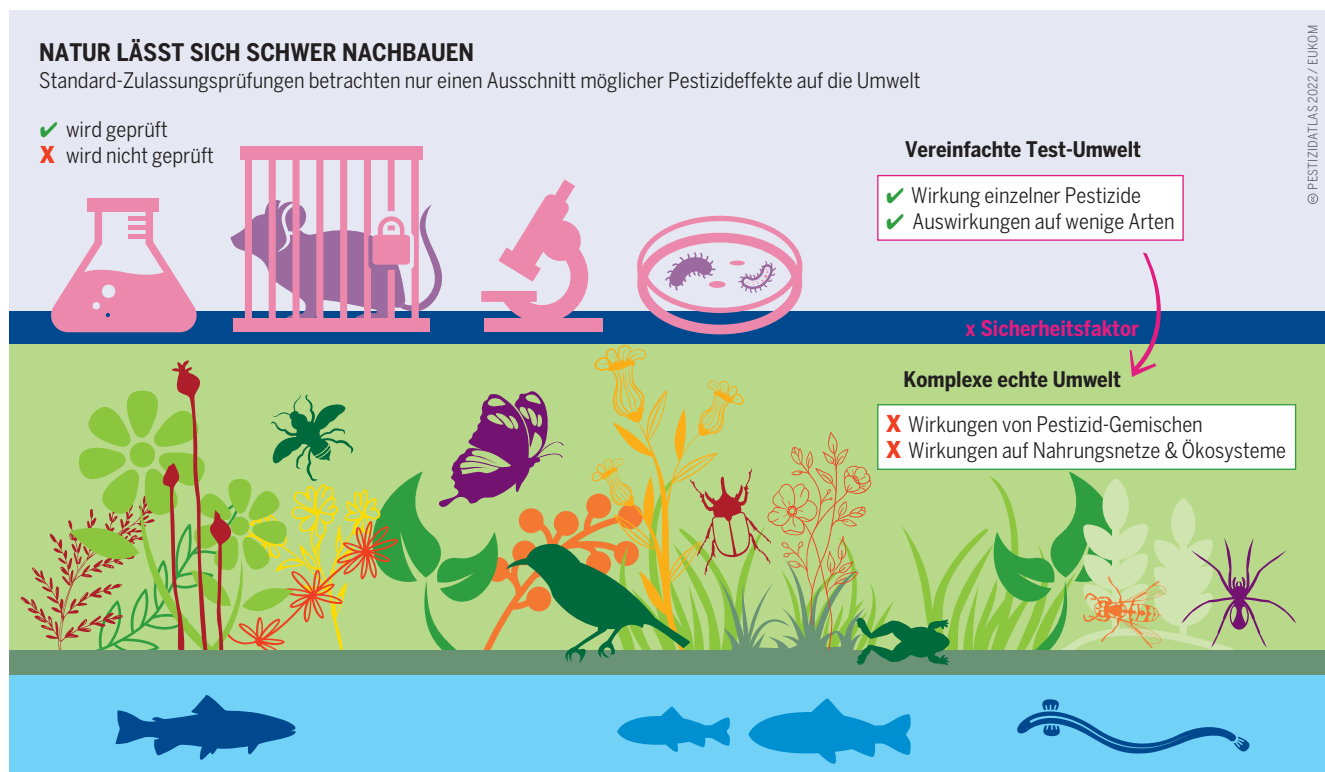 NATUR LÄSST SICH SCHWER NACHBAUEN
Standard-Zulassungsprüfungen betrachten nur einen Ausschnitt möglicher Pestizideffekte auf die Umwelt
✔ wird geprüft
X wird nicht geprüft
Vereinfachte Test-Umwelt
✔ Wirkung einzelner Pestizide
✔ Auswirkungen auf wenige Arten
x Sicherheitsfaktor
Komplexe echte Umwelt
X Wirkungen von Pestizid-Gemischen
X Wirkungen auf Nahrungsnetze & Ökosysteme
© PESTIZIDATLAS 2022 / EUKOM